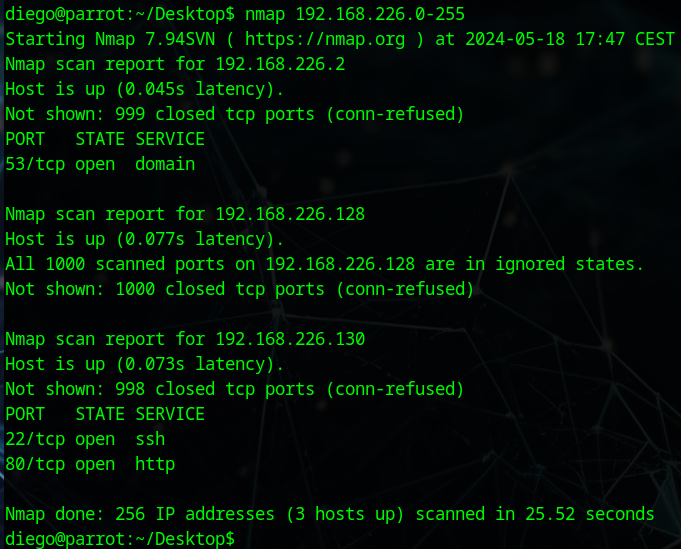 diego@parrot:~/Desktop$ nmap 192.168.226.0-255
Starting Nmap 7.94SVN ( https://nmap.org ) at 2024-05-18 17:47 CEST
Nmap scan report for 192.168.226.2
Host is up (0.045s latency).
Not shown: 999 closed tcp ports (conn-refused)
PORT   STATE SERVICE
53/tcp open  domain

Nmap scan report for 192.168.226.128
Host is up (0.077s latency).
All 1000 scanned ports on 192.168.226.128 are in ignored states.
Not shown: 1000 closed tcp ports (conn-refused)

Nmap scan report for 192.168.226.130
Host is up (0.073s latency).
Not shown: 998 closed tcp ports (conn-refused)
PORT   STATE SERVICE
22/tcp open  ssh
80/tcp open  http

Nmap done: 256 IP addresses (3 hosts up) scanned in 25.52 seconds
diego@parrot:~/Desktop$